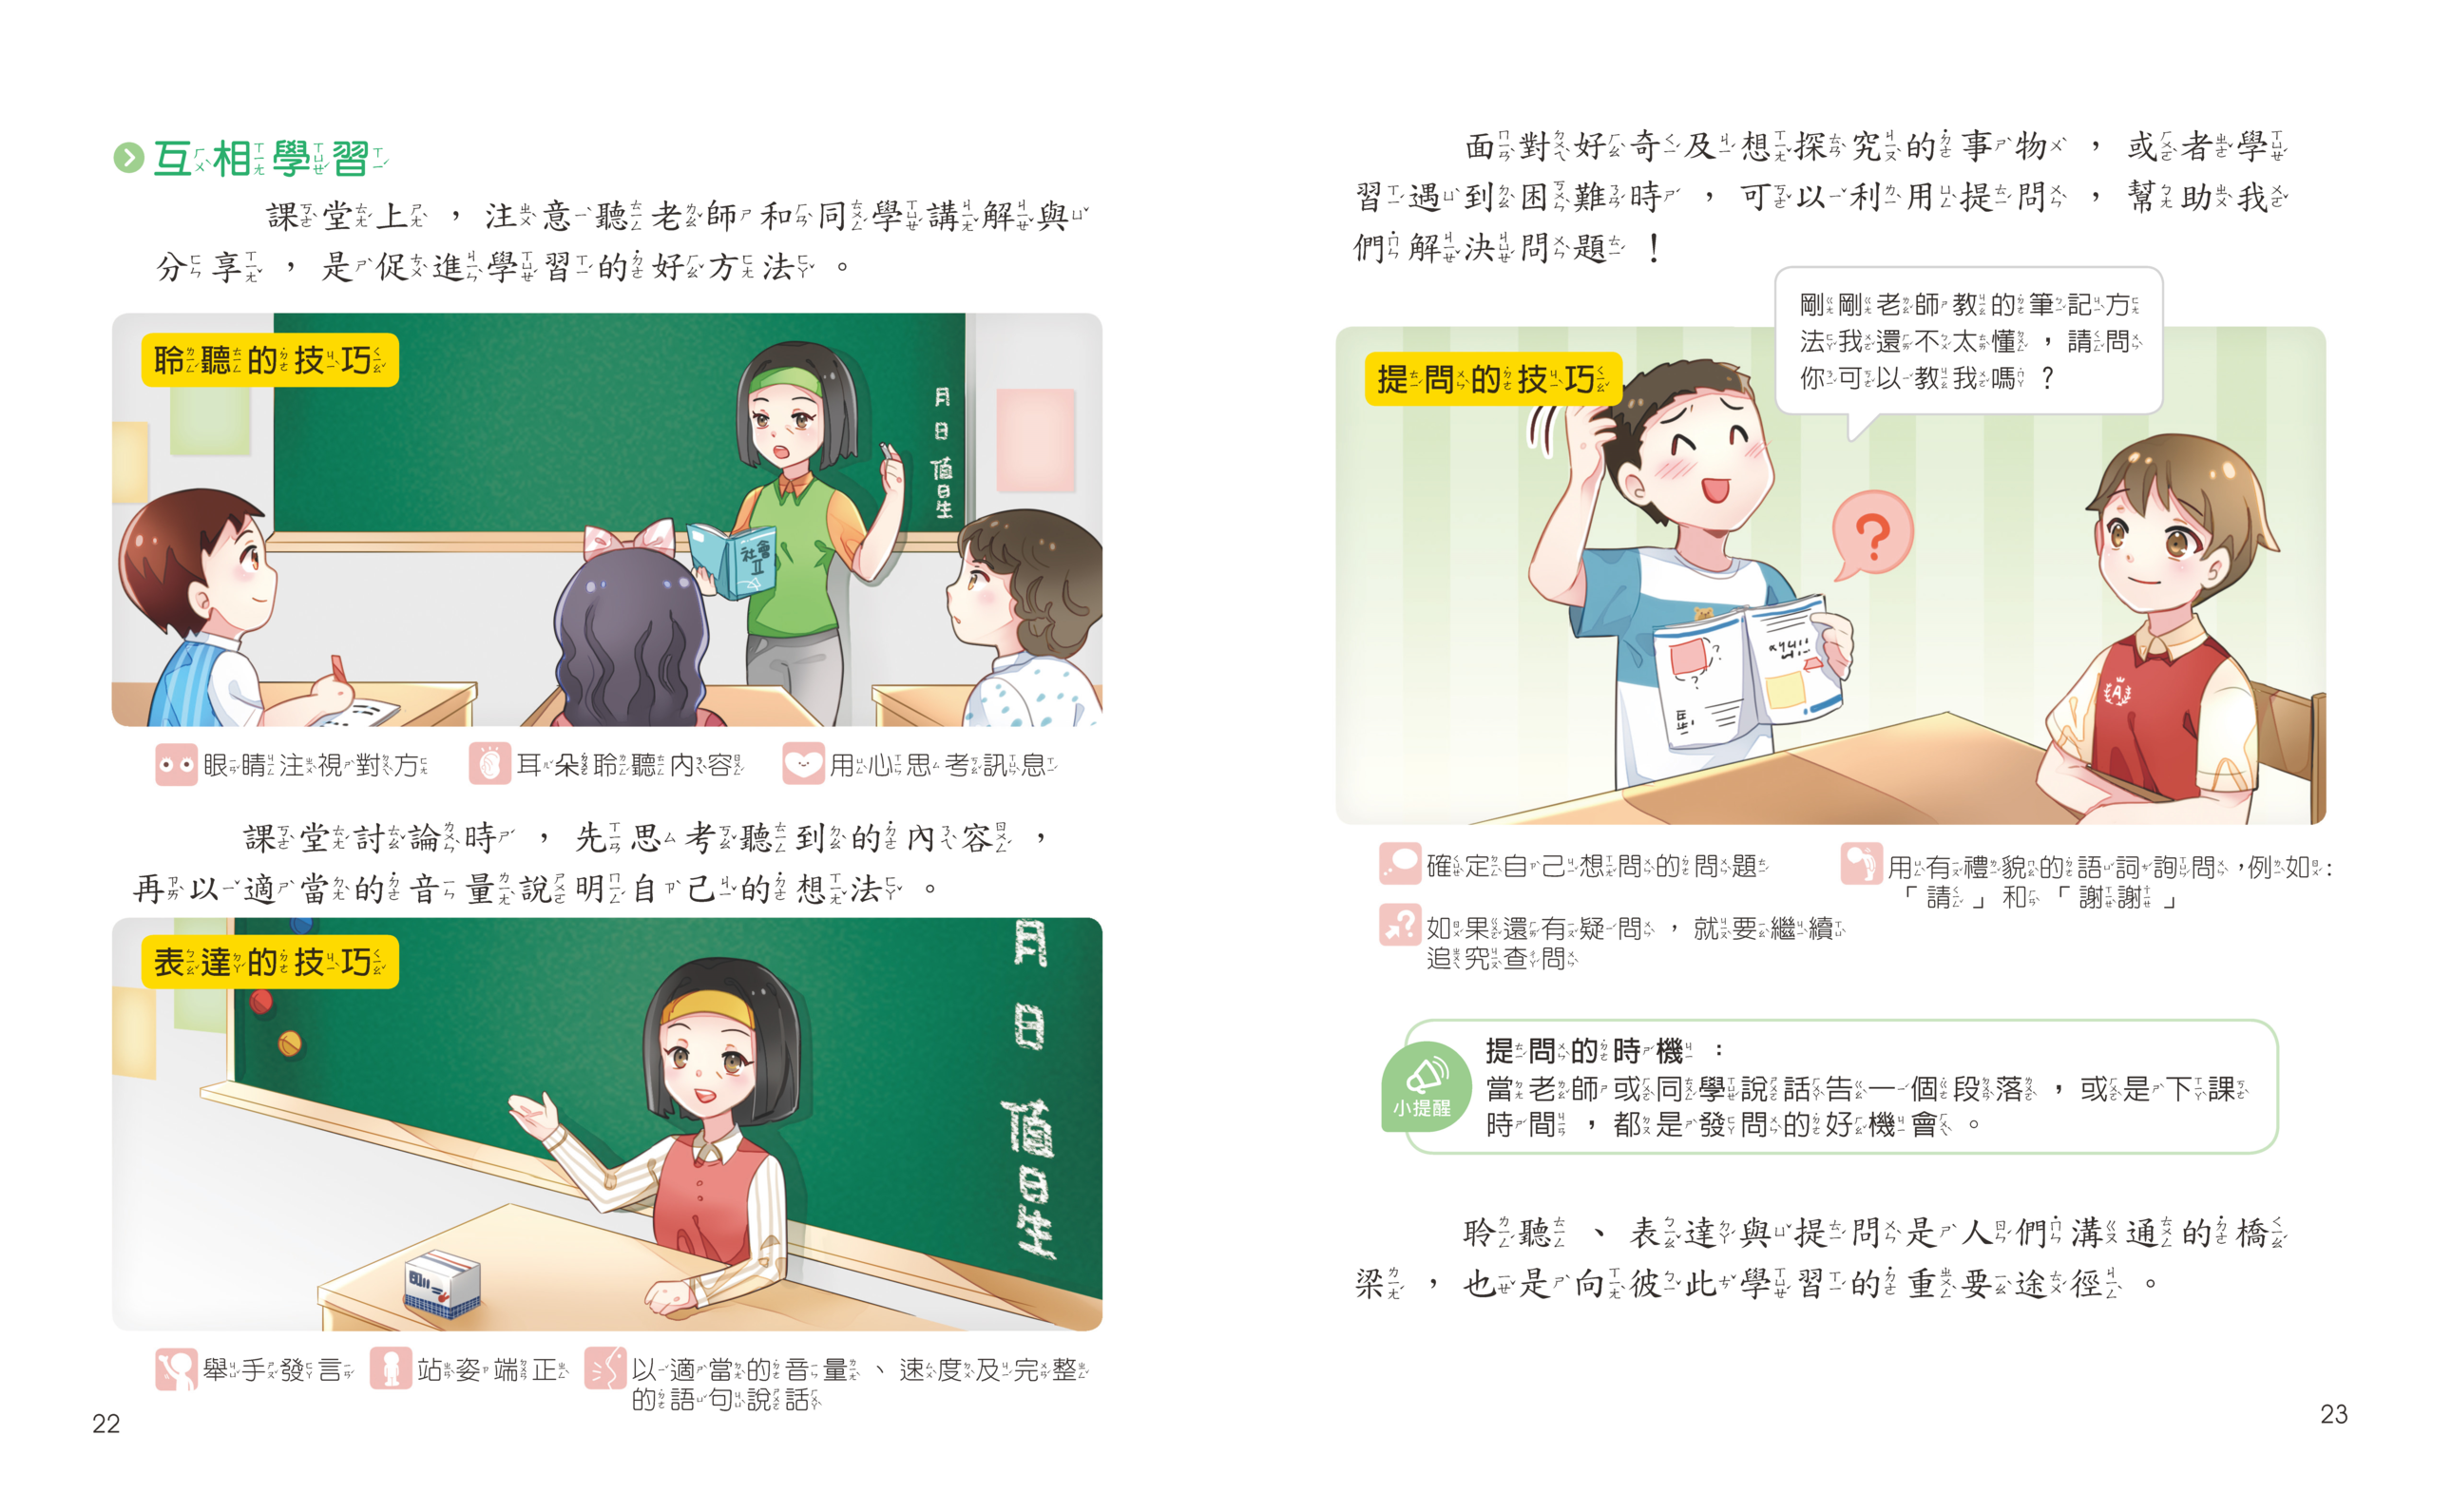 互相學習
課堂上，注意聽老師和同學講解與
分享，是促進學習的好方法。
聆聽的技巧
月
日
值日生
社會
眼睛注視對方
耳朵聆聽內容
用心思考訊息
課堂討論時，先思考聽到的內容，
再以適當的音量說明自己的想法。
表達的技巧
月
日
值日生
舉手發言
站姿端正
以適當的音量、速度及完整
的語句說話
22
面對好奇及想探究的事物，或者學
習遇到困難時，可以利用提問，幫助我
們解決問題！
剛剛老師教的筆記方
法我還不太懂，請問
你可以教我嗎？
提問的技巧
?
A
確定自己想問的問題
用有禮貌的語詞詢問，例如：
「請」和「謝謝」
如果還有疑問，就要繼續
追究查問
小提醒
提問的時機：
當老師或同學說話告一個段落，或是下課
時間，都是發問的好機會。
聆聽、表達與提問是人們溝通的橋
梁，也是向彼此學習的重要途徑。
23